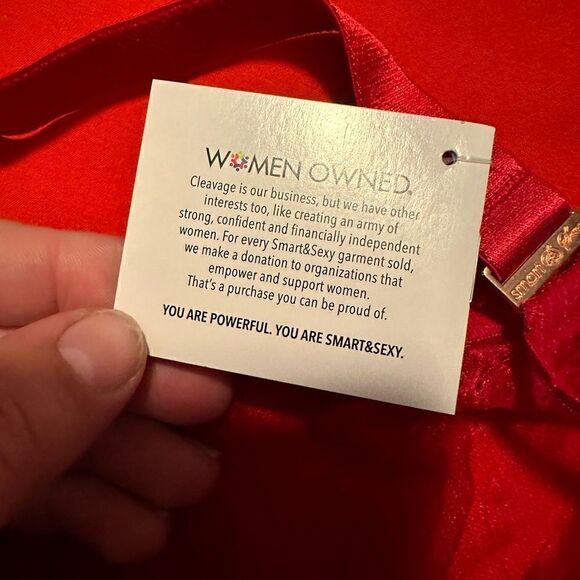 WOMEN OWNED.
Cleavage is our business, but we have other
interests too, like creating an army of
strong, confident and financially independent
women. For every Smart&Sexy garment sold,
we make a donation to organizations that
empower and support women.
That's a purchase you can be proud of.
YOU ARE POWERFUL. YOU ARE SMART&SEXY.
smart&sexy